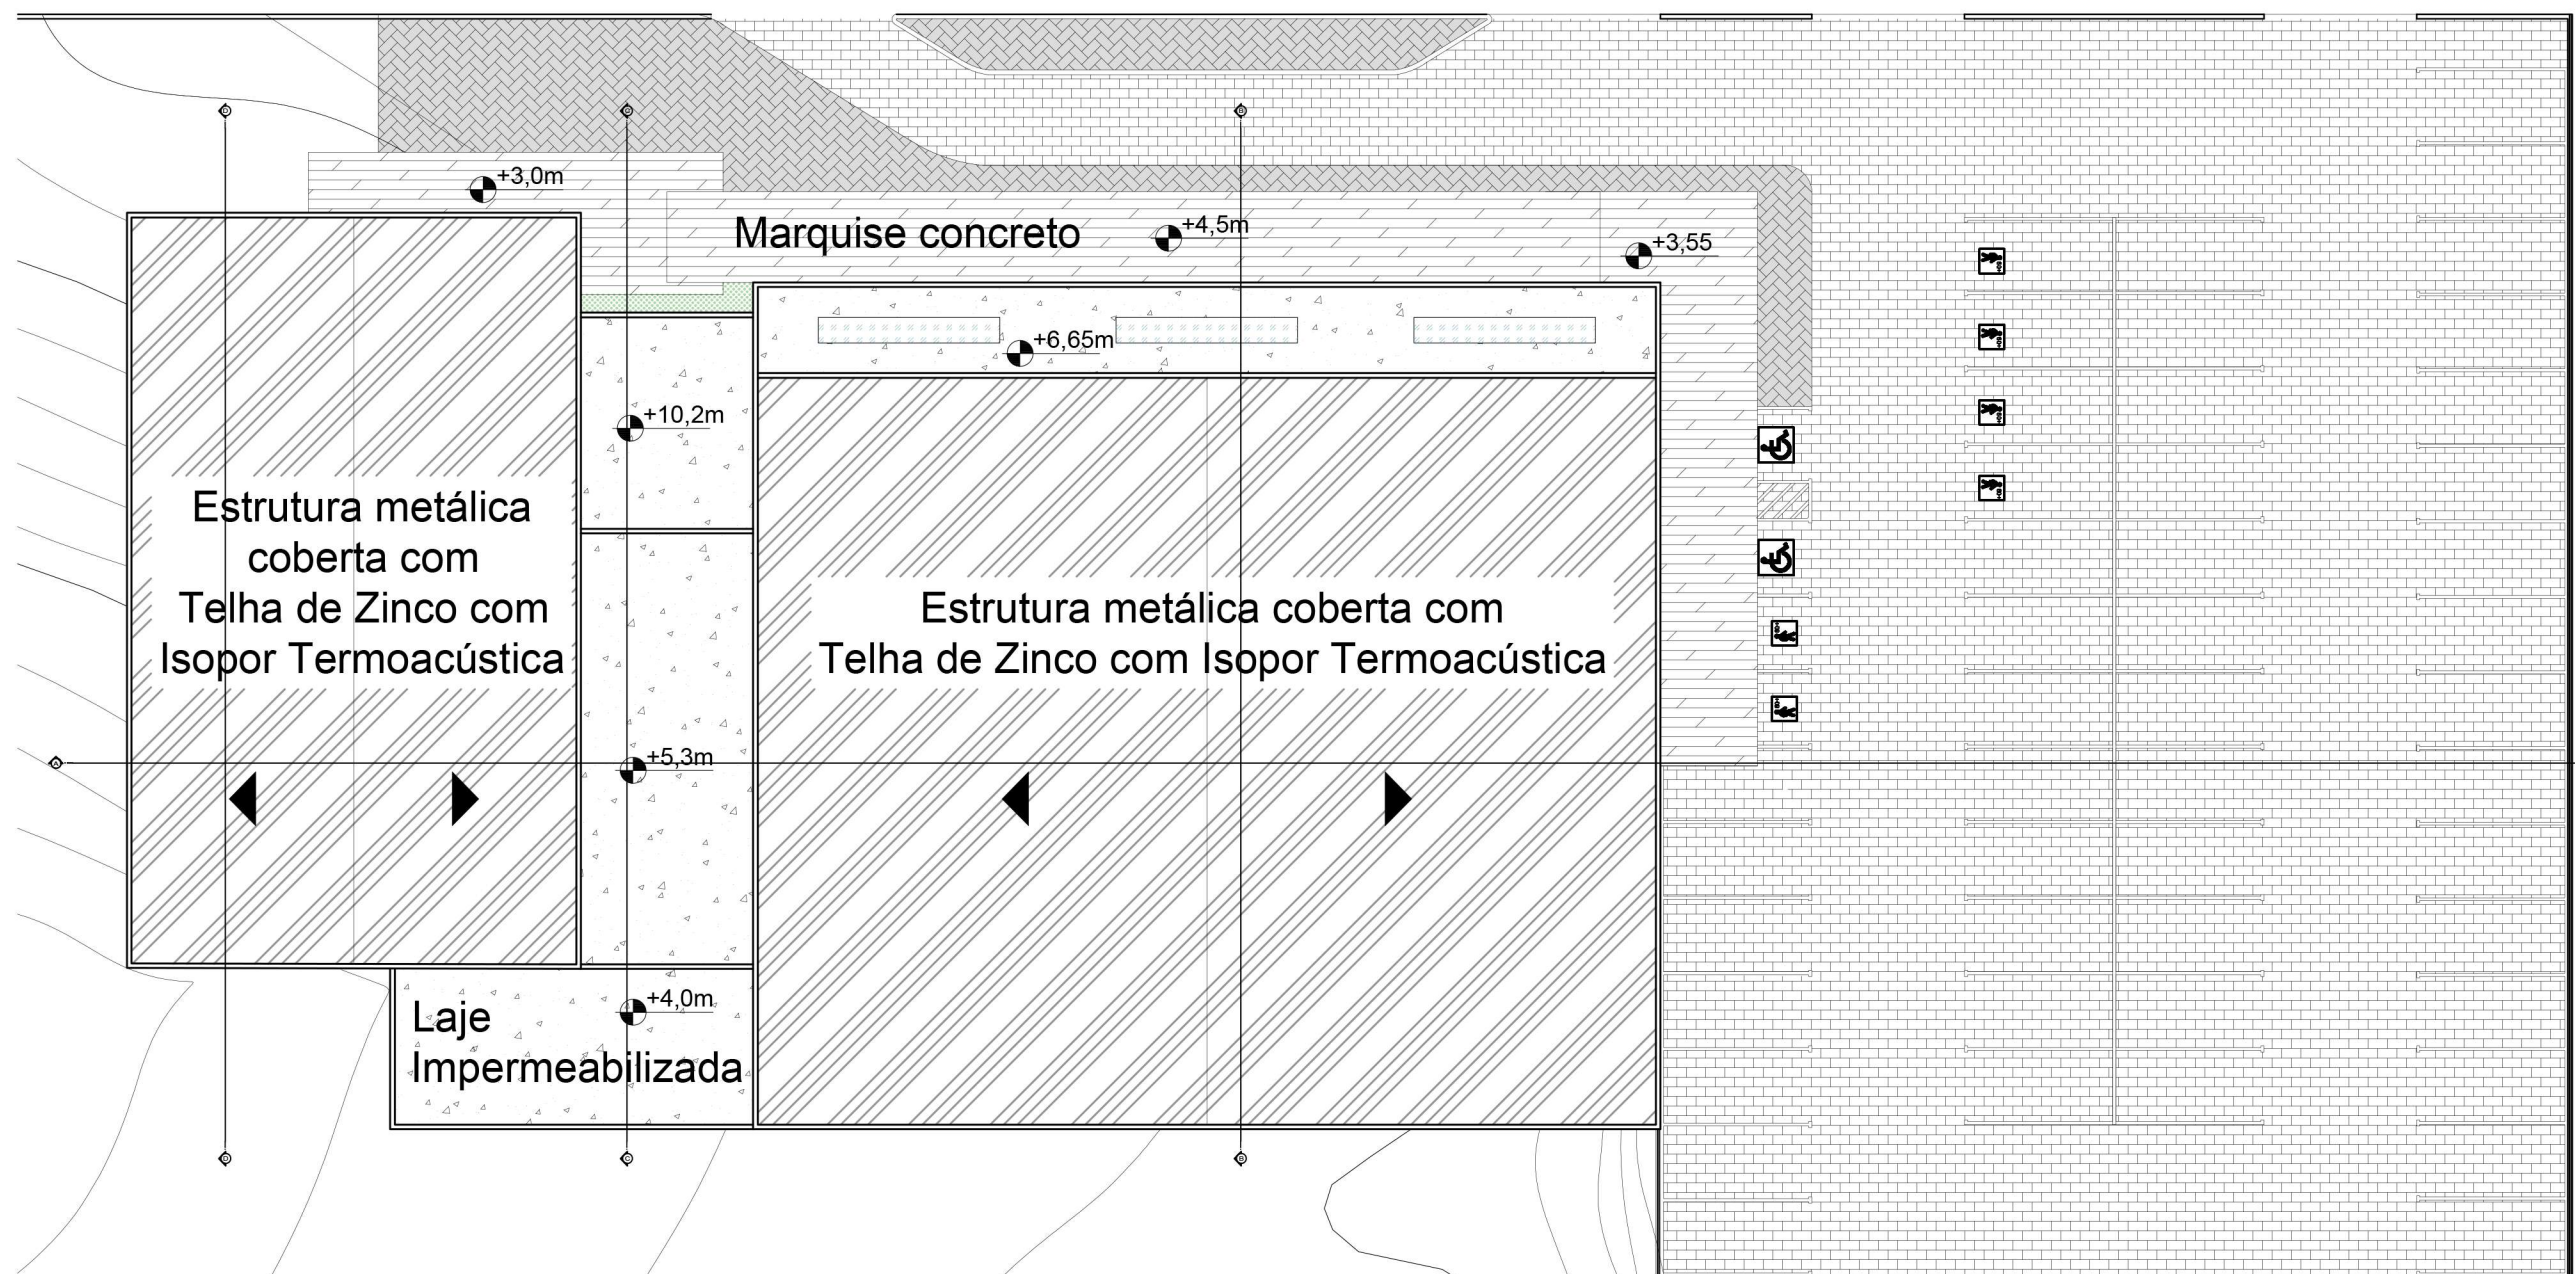 D
C
B
+3,0m
Marquise concreto
+4,5m
+3,55
+6,65m
+10,2m
Estrutura metálica
coberta com
Telha de Zinco com
Isopor Termoacústica
Estrutura metálica coberta com
Telha de Zinco com Isopor Termoacústica
+5,3m
A
+4,0m
Laje
Impermeabilizada
D
C
B